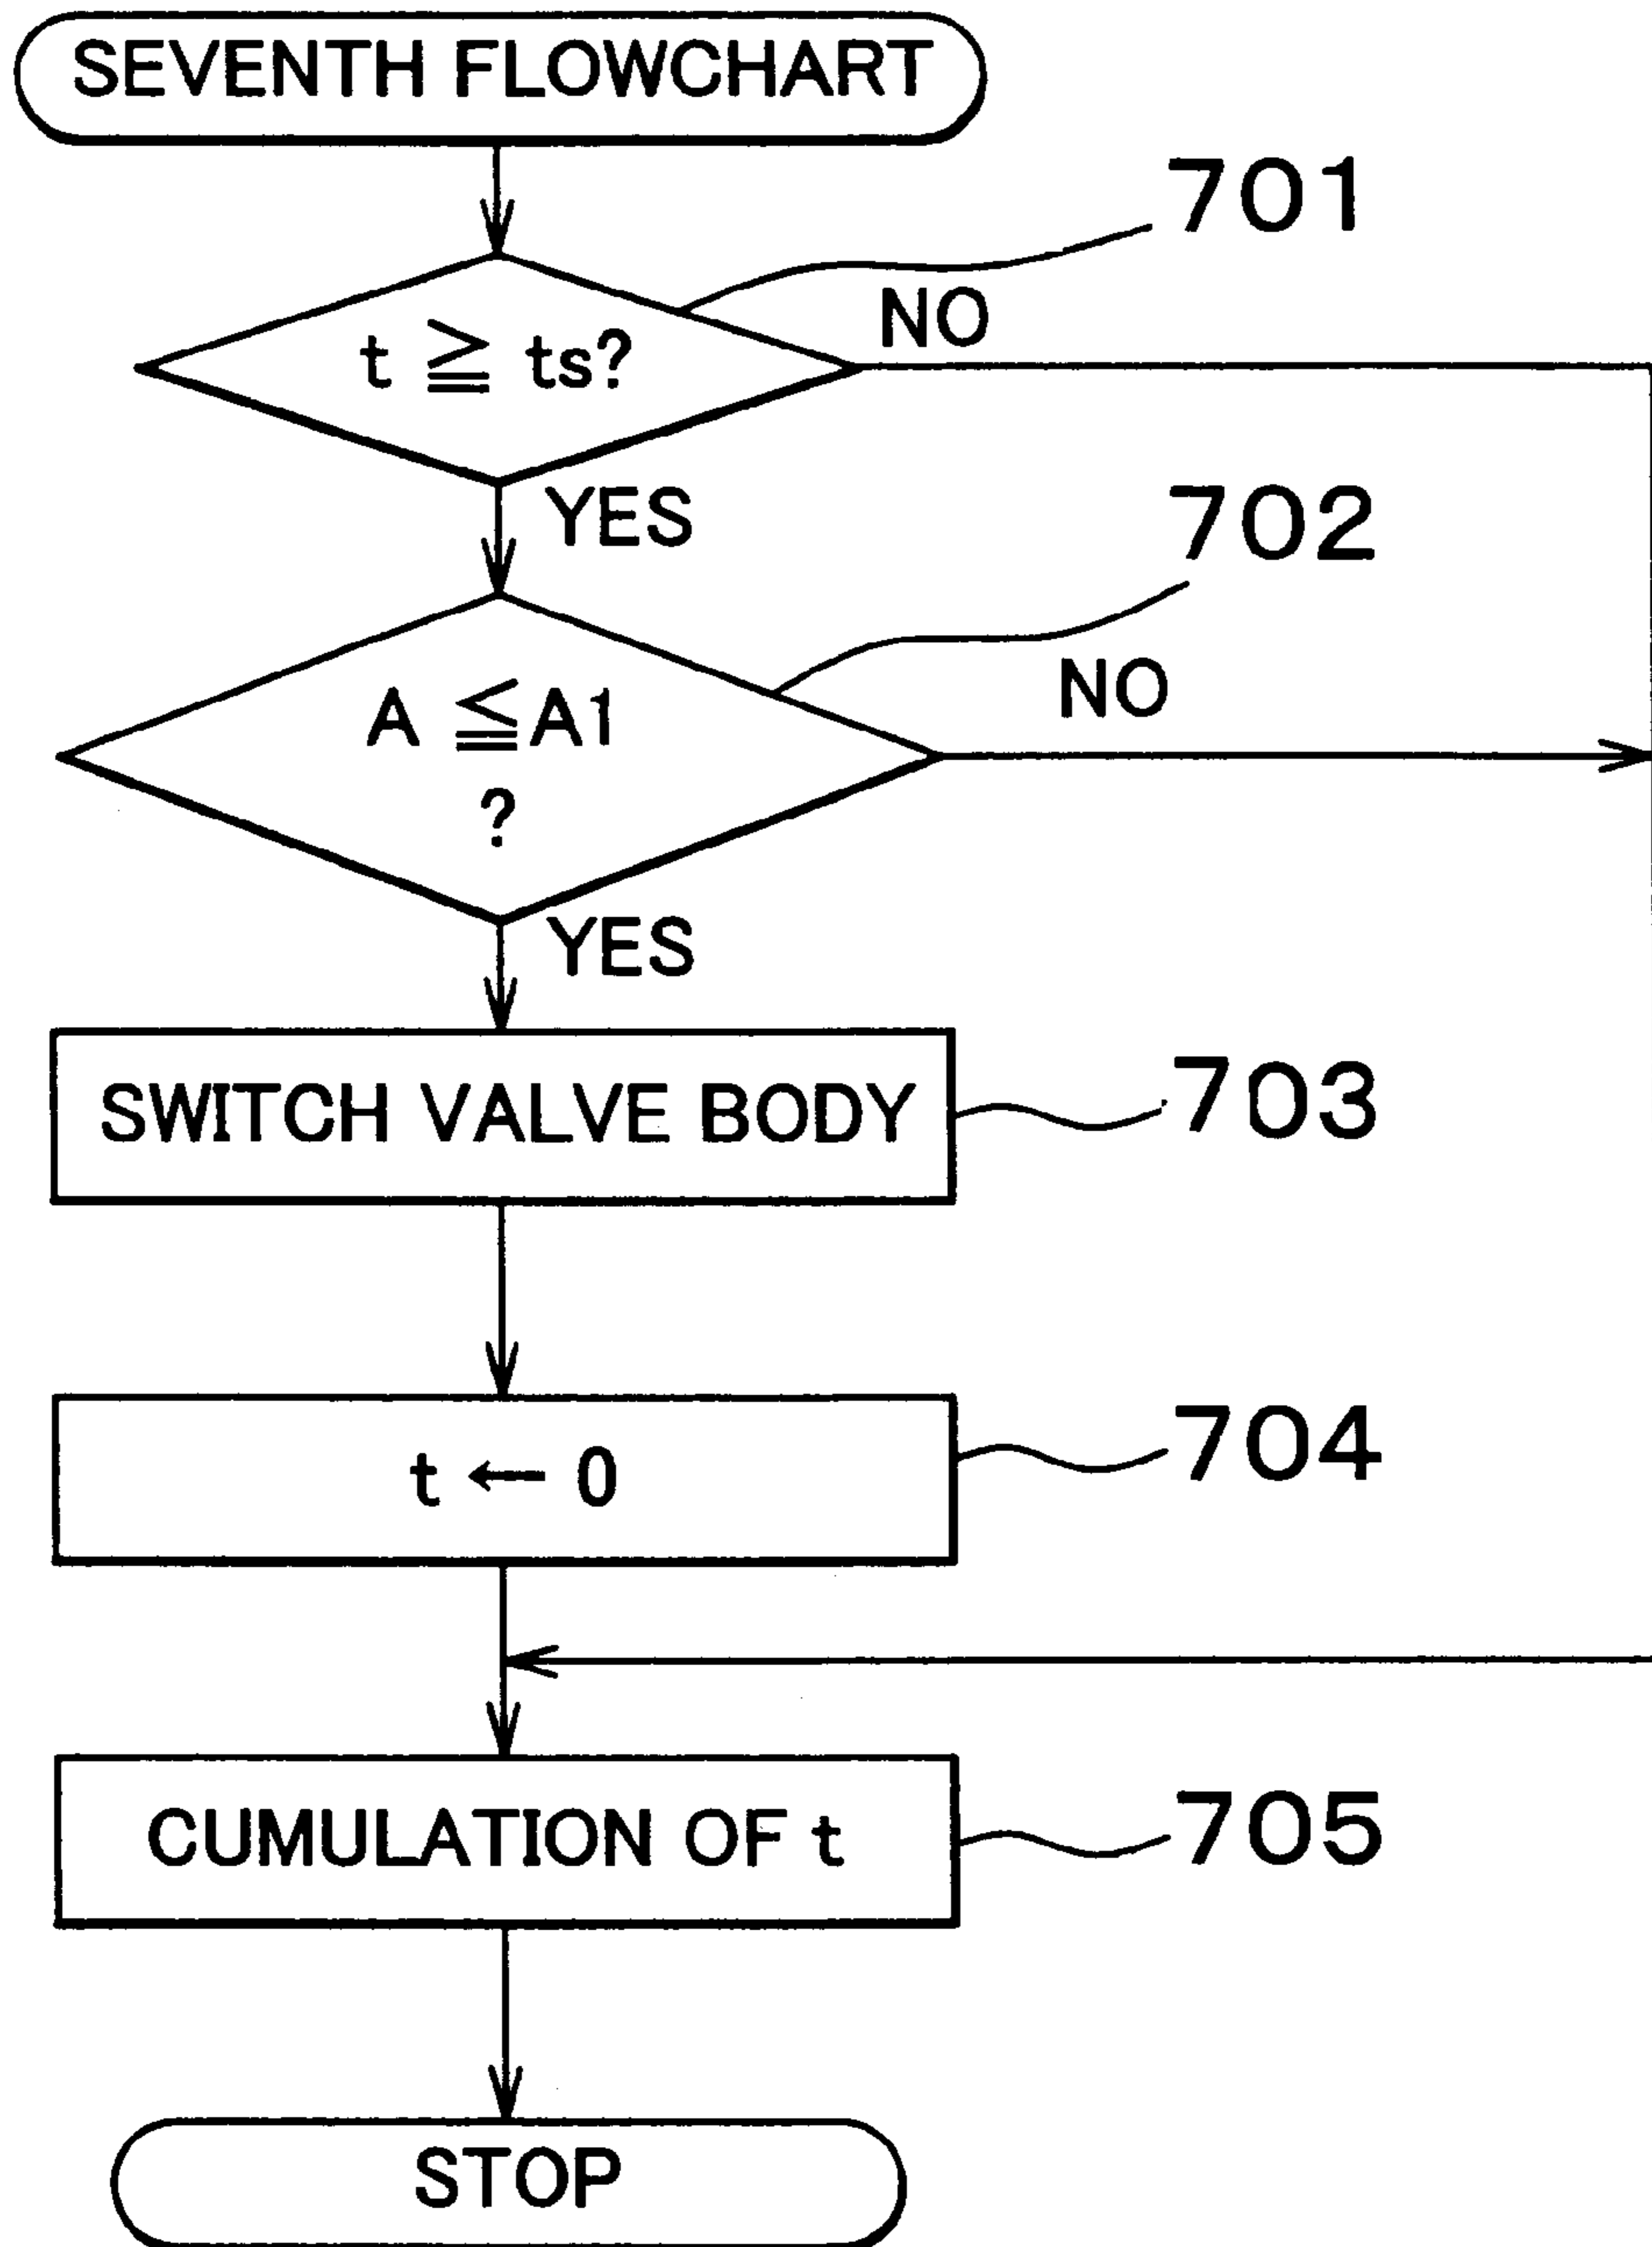 SEVENTH FLOWCHART
701
NO
t ≧ ts?
YES
702
NO
A ≦A1
?
YES
SWITCH VALVE BODY
703
t ← 0
704
CUMULATION OF t
705
STOP